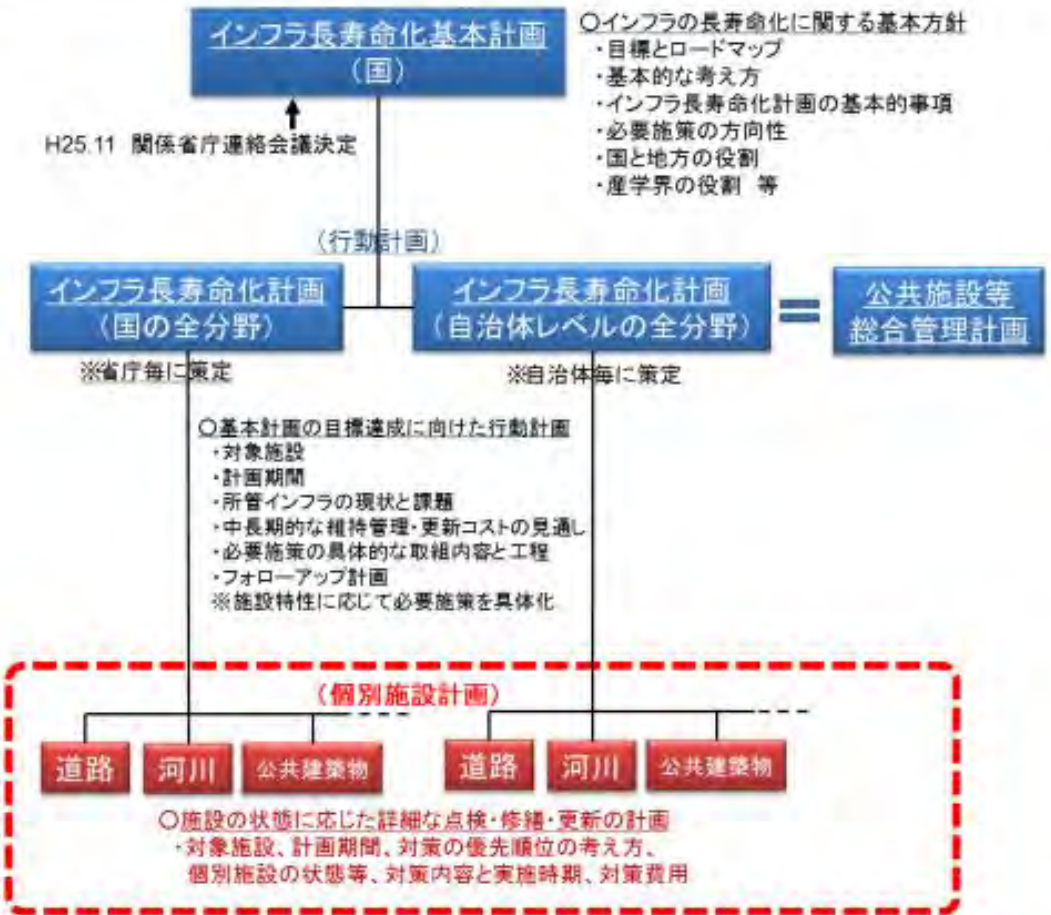 インフラ長寿命化基本計画
(国)
○インフラの長寿命化に関する基本方針
・目標とロードマップ
・基本的な考え方
・インフラ長寿命化計画の基本的事項
・必要施策の方向性
・国と地方の役割
・産学界の役割 等
H25.11 関係省庁連絡会議決定
(行動計画)
インフラ長寿命化計画
(国の全分野)
インフラ長寿命化計画
(自治体レベルの全分野)
=
公共施設等
総合管理計画
※省庁毎に策定
※自治体毎に策定
○基本計画の目標達成に向けた行動計画
・対象施設
・計画期間
・所管インフラの現状と課題
・中長期的な維持管理・更新コストの見通し
・必要施策の具体的な取組内容と工程
・フォローアップ計画
※施設特性に応じて必要施策を具体化
(個別施設計画)
道路 河川 公共建築物 道路 河川 公共建築物
○施設の状態に応じた詳細な点検・修繕・更新の計画
・対象施設、計画期間、対策の優先順位の考え方、
個別施設の状態等、対策内容と実施時期、対策費用